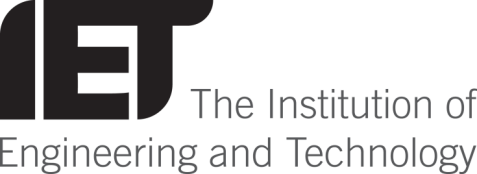 IET The Institution of
Engineering and Technology